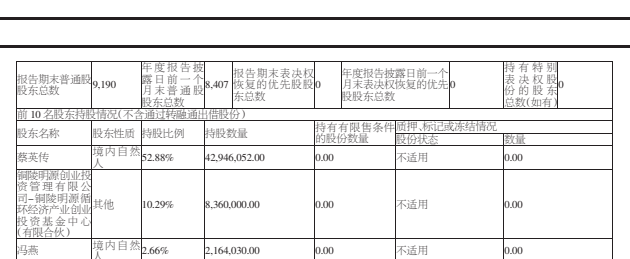 报告期末普通股股东总数 9,190 年度报告披露日前一个月末普通股股东总数 8,407 报告期末表决权恢复的优先股股东总数 0 年度报告披露日前一个月末表决权恢复的优先股股东总数 0 持有特别表决权股份的股东总数(如有) 0
前 10 名股东持股情况(不含通过转融通出借股份)
股东名称 股东性质 持股比例 持股数量 持有有限售条件的股份数量 质押、标记或冻结情况
股份状态 数量
蔡英传 境内自然人 52.88% 42,946,052.00 0.00 不适用 0.00
铜陵明源创业投资管理有限公司–铜陵明源循环经济产业创业投资基金中心(有限合伙) 其他 10.29% 8,360,000.00 0.00 不适用 0.00
冯燕 境内自然人 2.66% 2,164,030.00 0.00 不适用 0.00